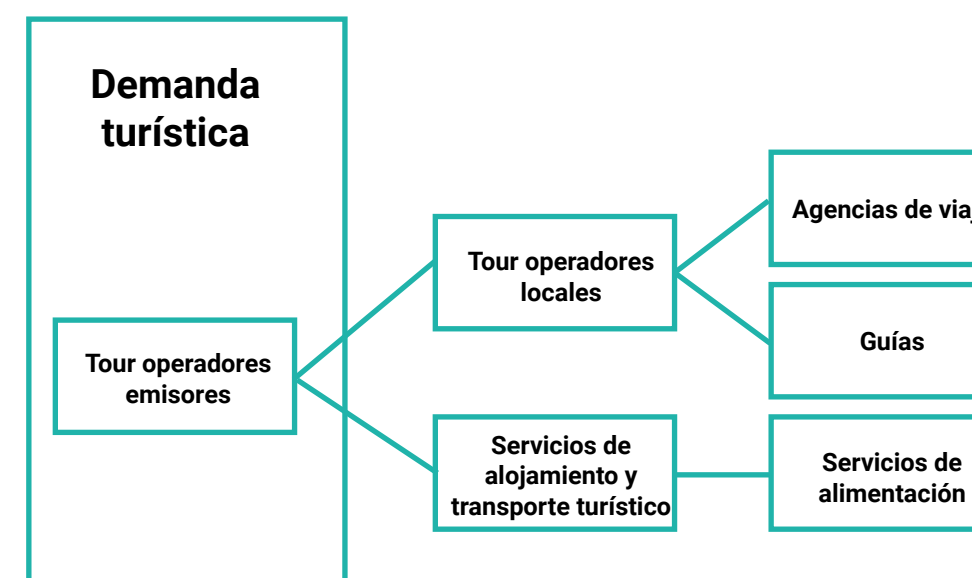 Demanda
turística
Agencias de viaj
Tour operadores
locales
Guías
Tour operadores
emisores
Servicios de
alojamiento y
transporte turístico
Servicios de
alimentación